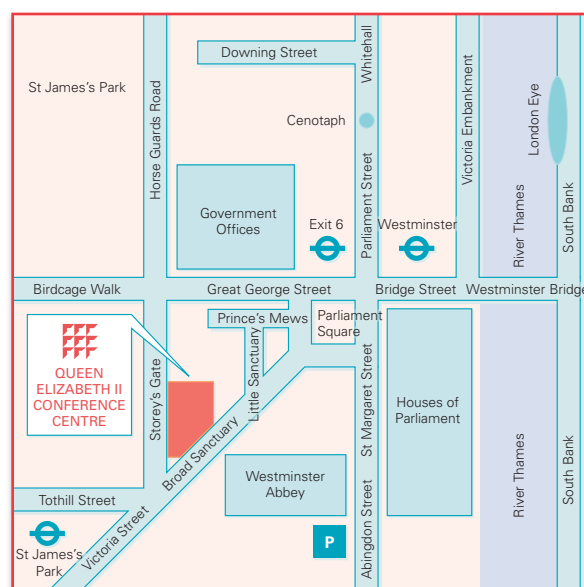 Downing Street
Whitehall
St James's Park
Horse Guards Road
Cenotaph
Victoria Embankment
London Eye
Government
Offices
Exit 6
Parliament Street
Westminster
River Thames
South Bank
Birdcage Walk
Great George Street
Bridge Street
Westminster Bridge
Prince's Mews
Parliament
Square
QUEEN
ELIZABETH II
CONFERENCE
CENTRE
Storey's Gate
Little Sanctuary
St Margaret Street
Houses of
Parliament
Broad Sanctuary
Westminster
Abbey
River Thames
South Bank
Tothill Street
Victoria Street
Abingdon Street
P
St James's
Park